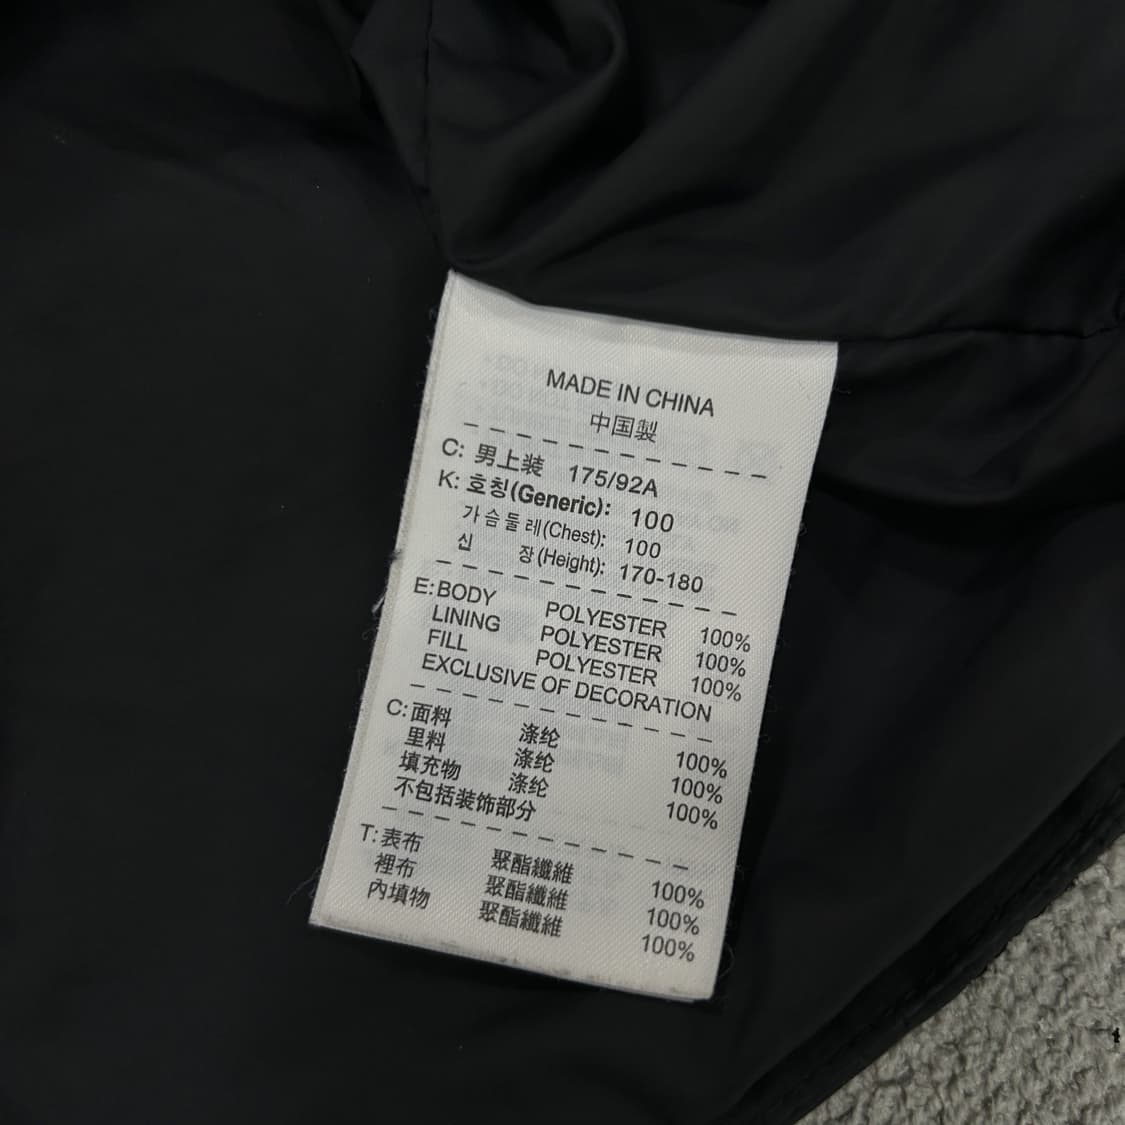 MADE IN CHINA
中国製
C: 男上装 175/92A
K: 호칭(Generic): 100
가슴둘레(Chest): 100
신 장(Height): 170-180
E: BODY POLYESTER 100%
LINING POLYESTER 100%
FILL POLYESTER 100%
EXCLUSIVE OF DECORATION
C: 面料 涤纶 100%
里料 涤纶 100%
填充物 涤纶 100%
不包括装饰部分
T: 表布 聚酯纖維 100%
裡布 聚酯纖維 100%
內填物 聚酯纖維 100%